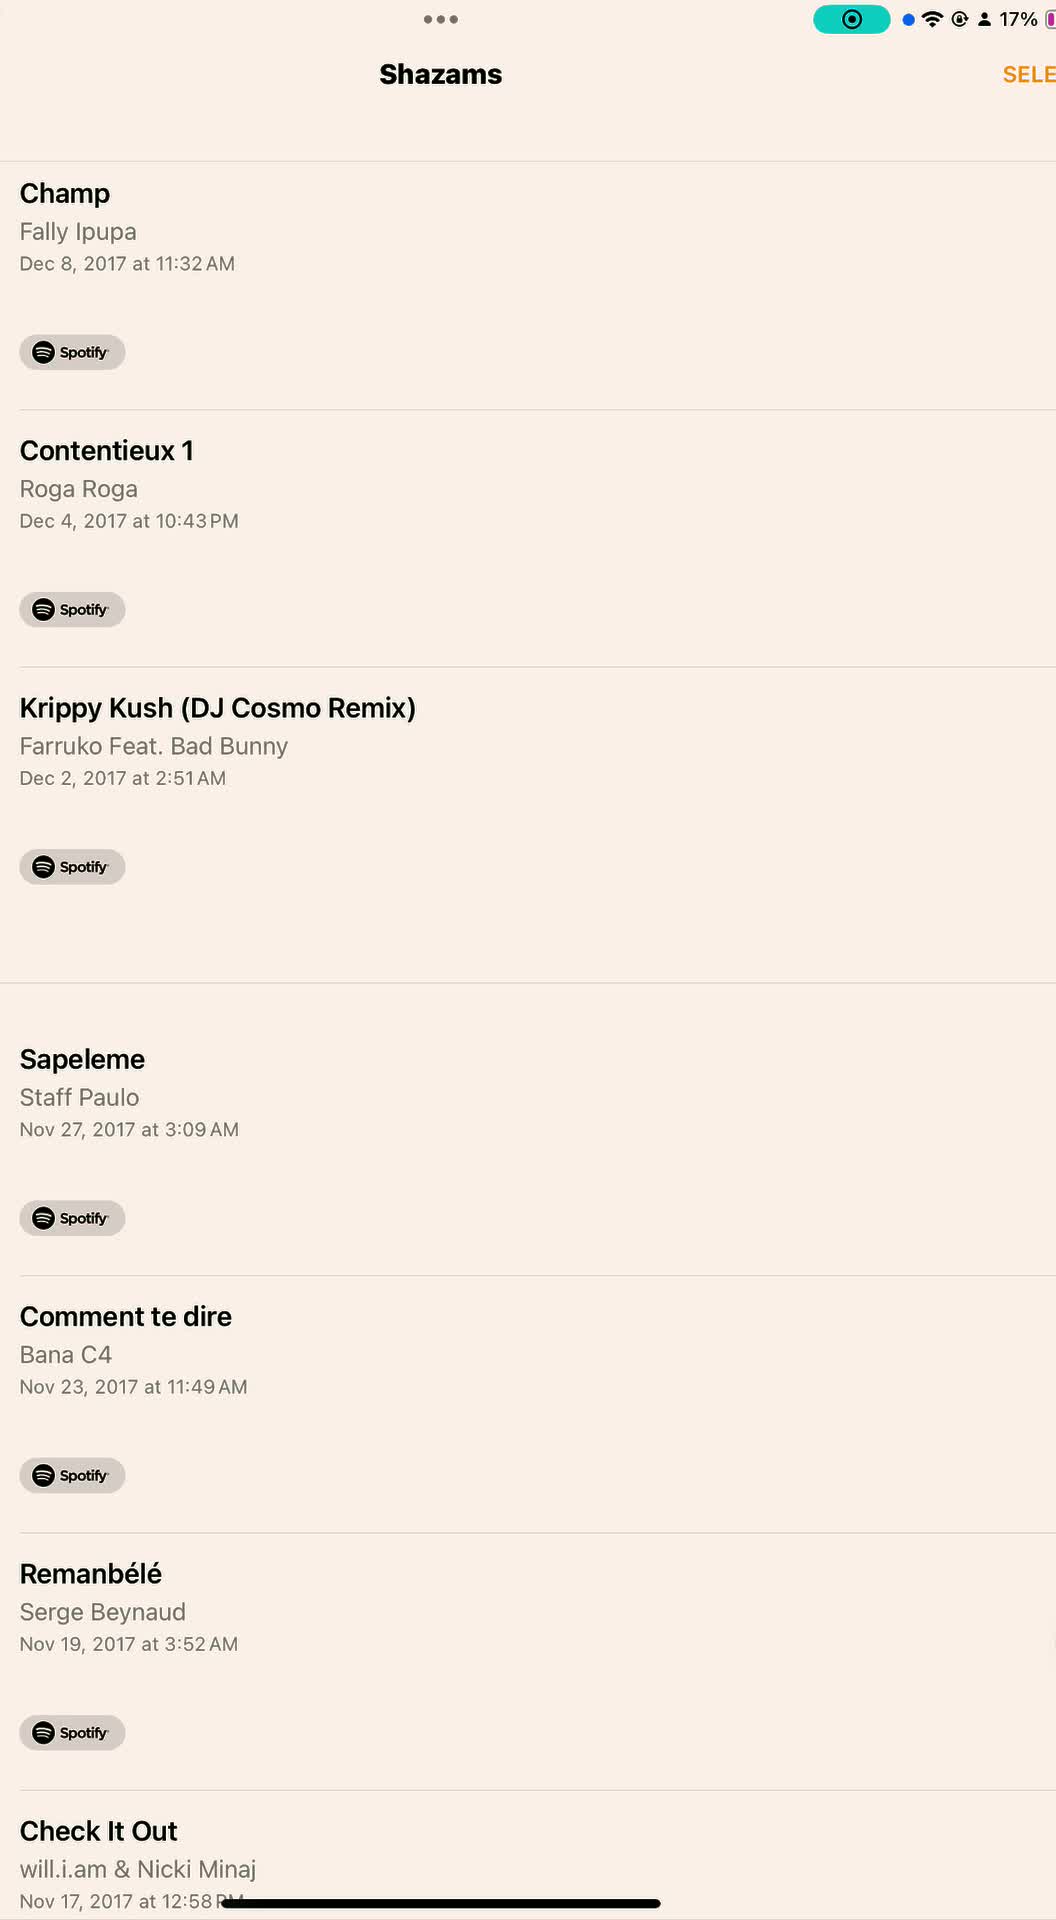 17%
Shazams
SELE
Champ
Fally Ipupa
Dec 8, 2017 at 11:32 AM
Spotify
Contentieux 1
Roga Roga
Dec 4, 2017 at 10:43 PM
Spotify
Krippy Kush (DJ Cosmo Remix)
Farruko Feat. Bad Bunny
Dec 2, 2017 at 2:51 AM
Spotify
Sapeleme
Staff Paulo
Nov 27, 2017 at 3:09 AM
Spotify
Comment te dire
Bana C4
Nov 23, 2017 at 11:49 AM
Spotify
Remanbélé
Serge Beynaud
Nov 19, 2017 at 3:52 AM
Spotify
Check It Out
will.i.am & Nicki Minaj
Nov 17, 2017 at 12:58 PM